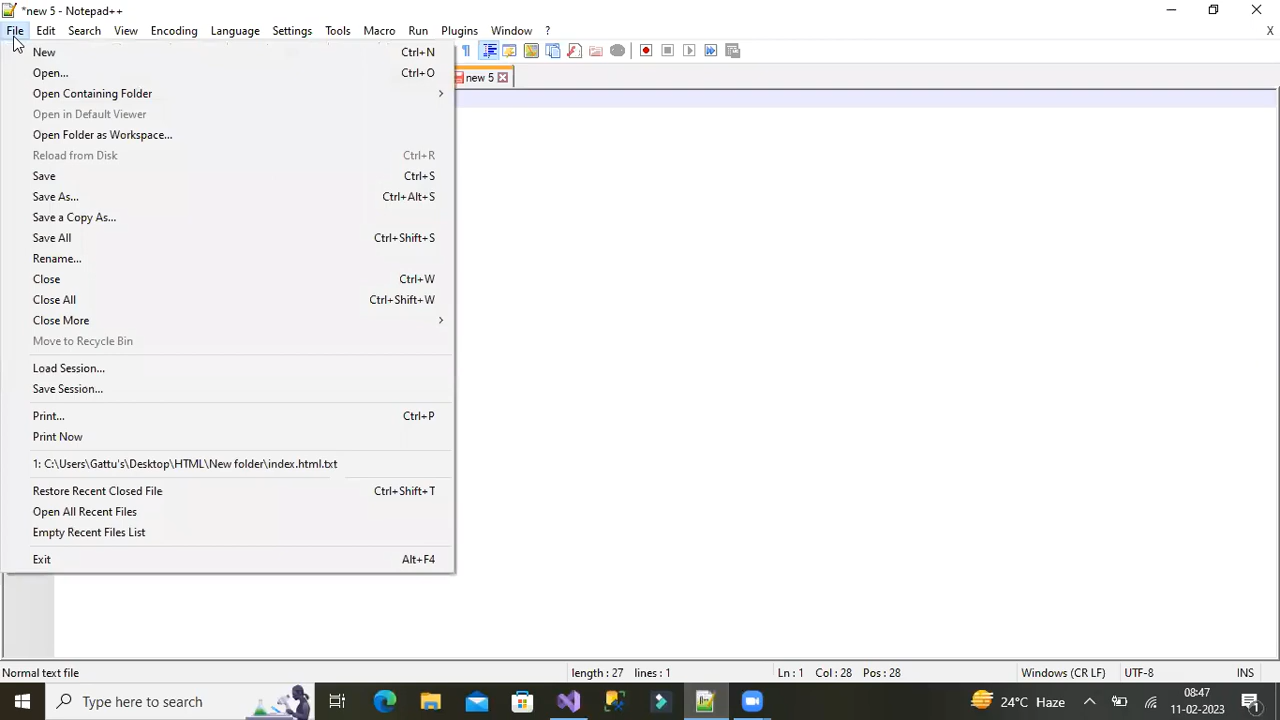 *new 5 - Notepad++
File Edit Search View Encoding Language Settings Tools Macro Run Plugins Window ? X
New Ctrl+N
Open... Ctrl+O
new 5
Open Containing Folder
Open in Default Viewer
Open Folder as Workspace...
Reload from Disk Ctrl+R
Save Ctrl+S
Save As... Ctrl+Alt+S
Save a Copy As...
Save All Ctrl+Shift+S
Rename...
Close Ctrl+W
Close All Ctrl+Shift+W
Close More
Move to Recycle Bin
Load Session...
Save Session...
Print... Ctrl+P
Print Now
1: C:\Users\Gattu's\Desktop\HTML\New folder\index.html.txt
Restore Recent Closed File Ctrl+Shift+T
Open All Recent Files
Empty Recent Files List
Exit Alt+F4
Normal text file length : 27 lines : 1 Ln : 1 Col : 28 Pos : 28 Windows (CR LF) UTF-8 INS
Type here to search 24°C Haze 08:47
11-02-2023 1